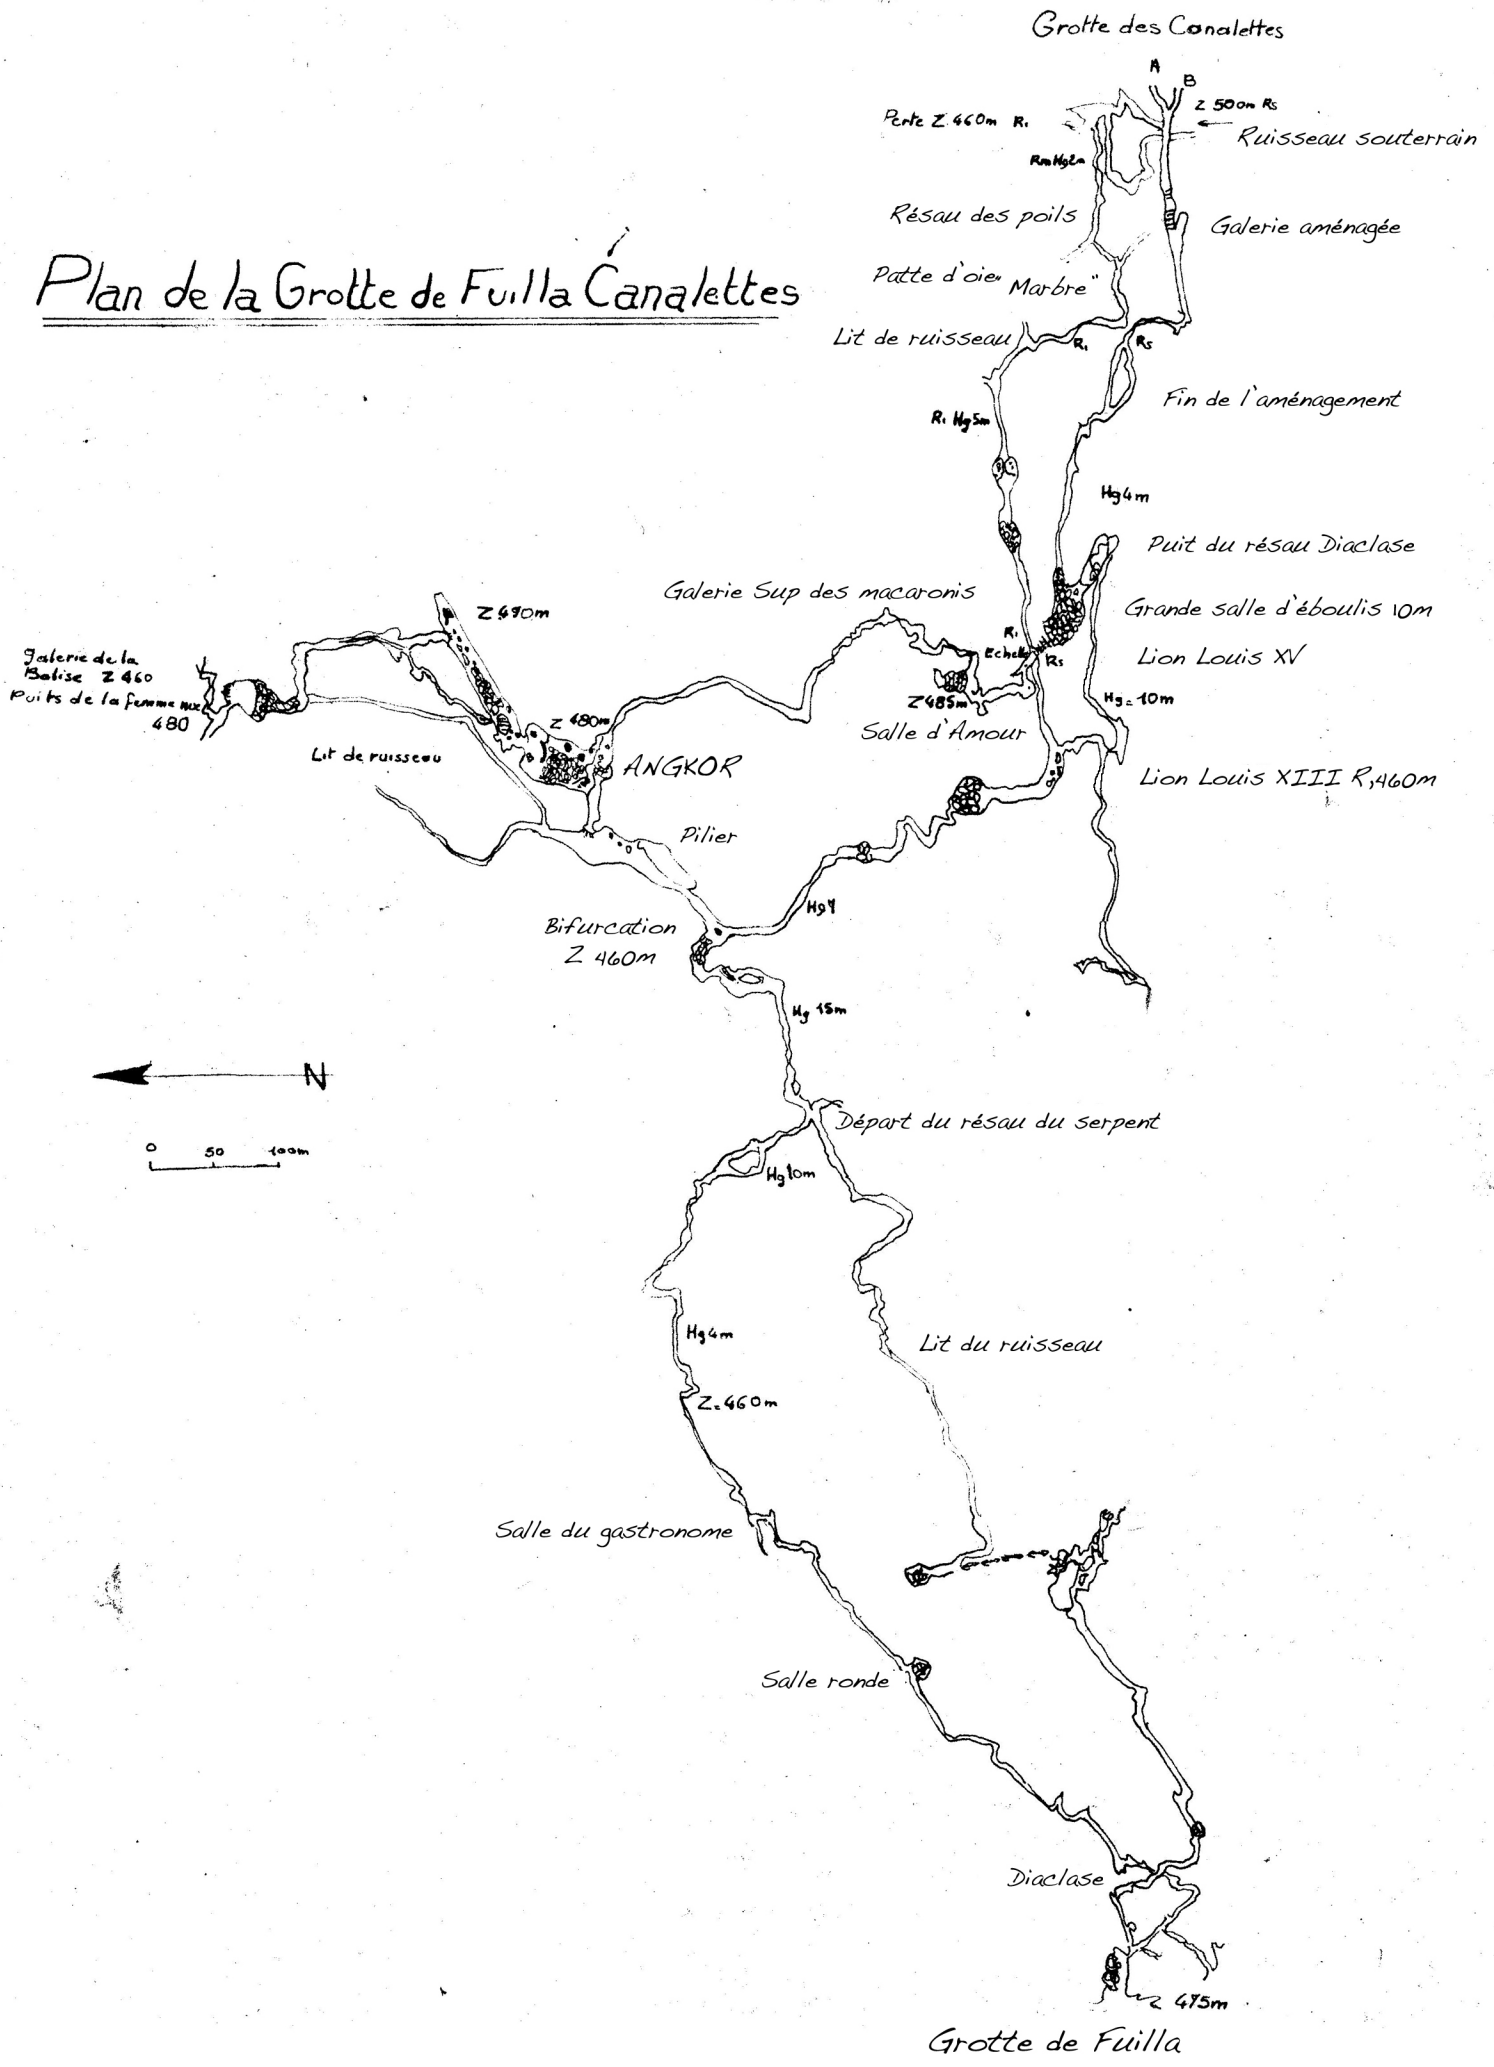 Grotte des Canalettes
A
B
Z 500m Rs
Perte Z 460m R1
Ruisseau souterrain
Résau des poils
Galerie aménagée
Plan de la Grotte de Fuilla Canalettes
Patte d'oie "Marbre"
Lit de ruisseau
R1
Rs
Fin de l'aménagement
R1 Hg5m
Hg4m
Puit du résau Diaclase
Galerie Sup des macaronis
Z 490m
Grande salle d'éboulis 10m
R1
Echelle
Rs
Lion Louis XV
Galerie de la
Balise Z 460
Puits de la femme nue
480
Z485m
Hg= 10m
Z 480m
Salle d'Amour
Lit de ruisseau
ANGKOR
Lion Louis XIII R1460m
Pilier
Hg7
Bifurcation
Z 460m
Hg 15m
N
Départ du résau du serpent
0 50 100m
Hg10m
Hg4m
Lit du ruisseau
Z=460m
Salle du gastronome
Salle ronde
Diaclase
Z 475m
Grotte de Fuilla